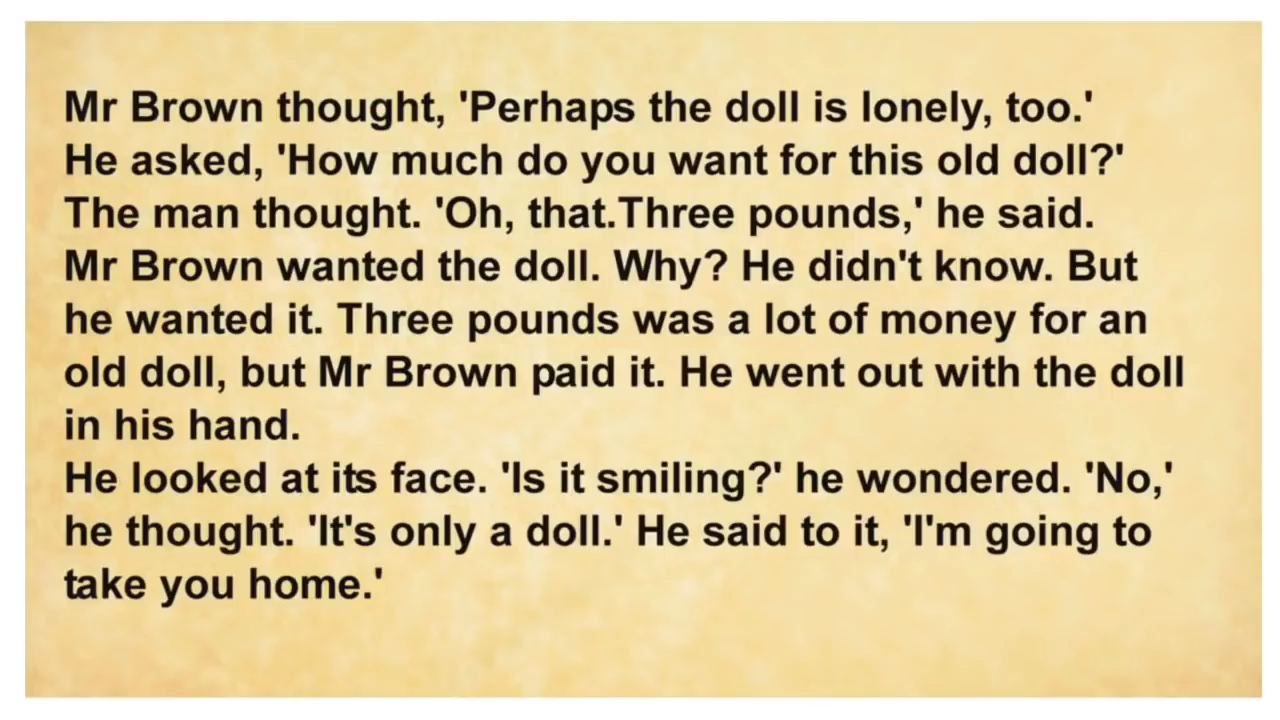 Mr Brown thought, 'Perhaps the doll is lonely, too.'
He asked, 'How much do you want for this old doll?'
The man thought. 'Oh, that.Three pounds,' he said.
Mr Brown wanted the doll. Why? He didn't know. But
he wanted it. Three pounds was a lot of money for an
old doll, but Mr Brown paid it. He went out with the doll
in his hand.
He looked at its face. 'Is it smiling?' he wondered. 'No,'
he thought. 'It's only a doll.' He said to it, 'I'm going to
take you home.'